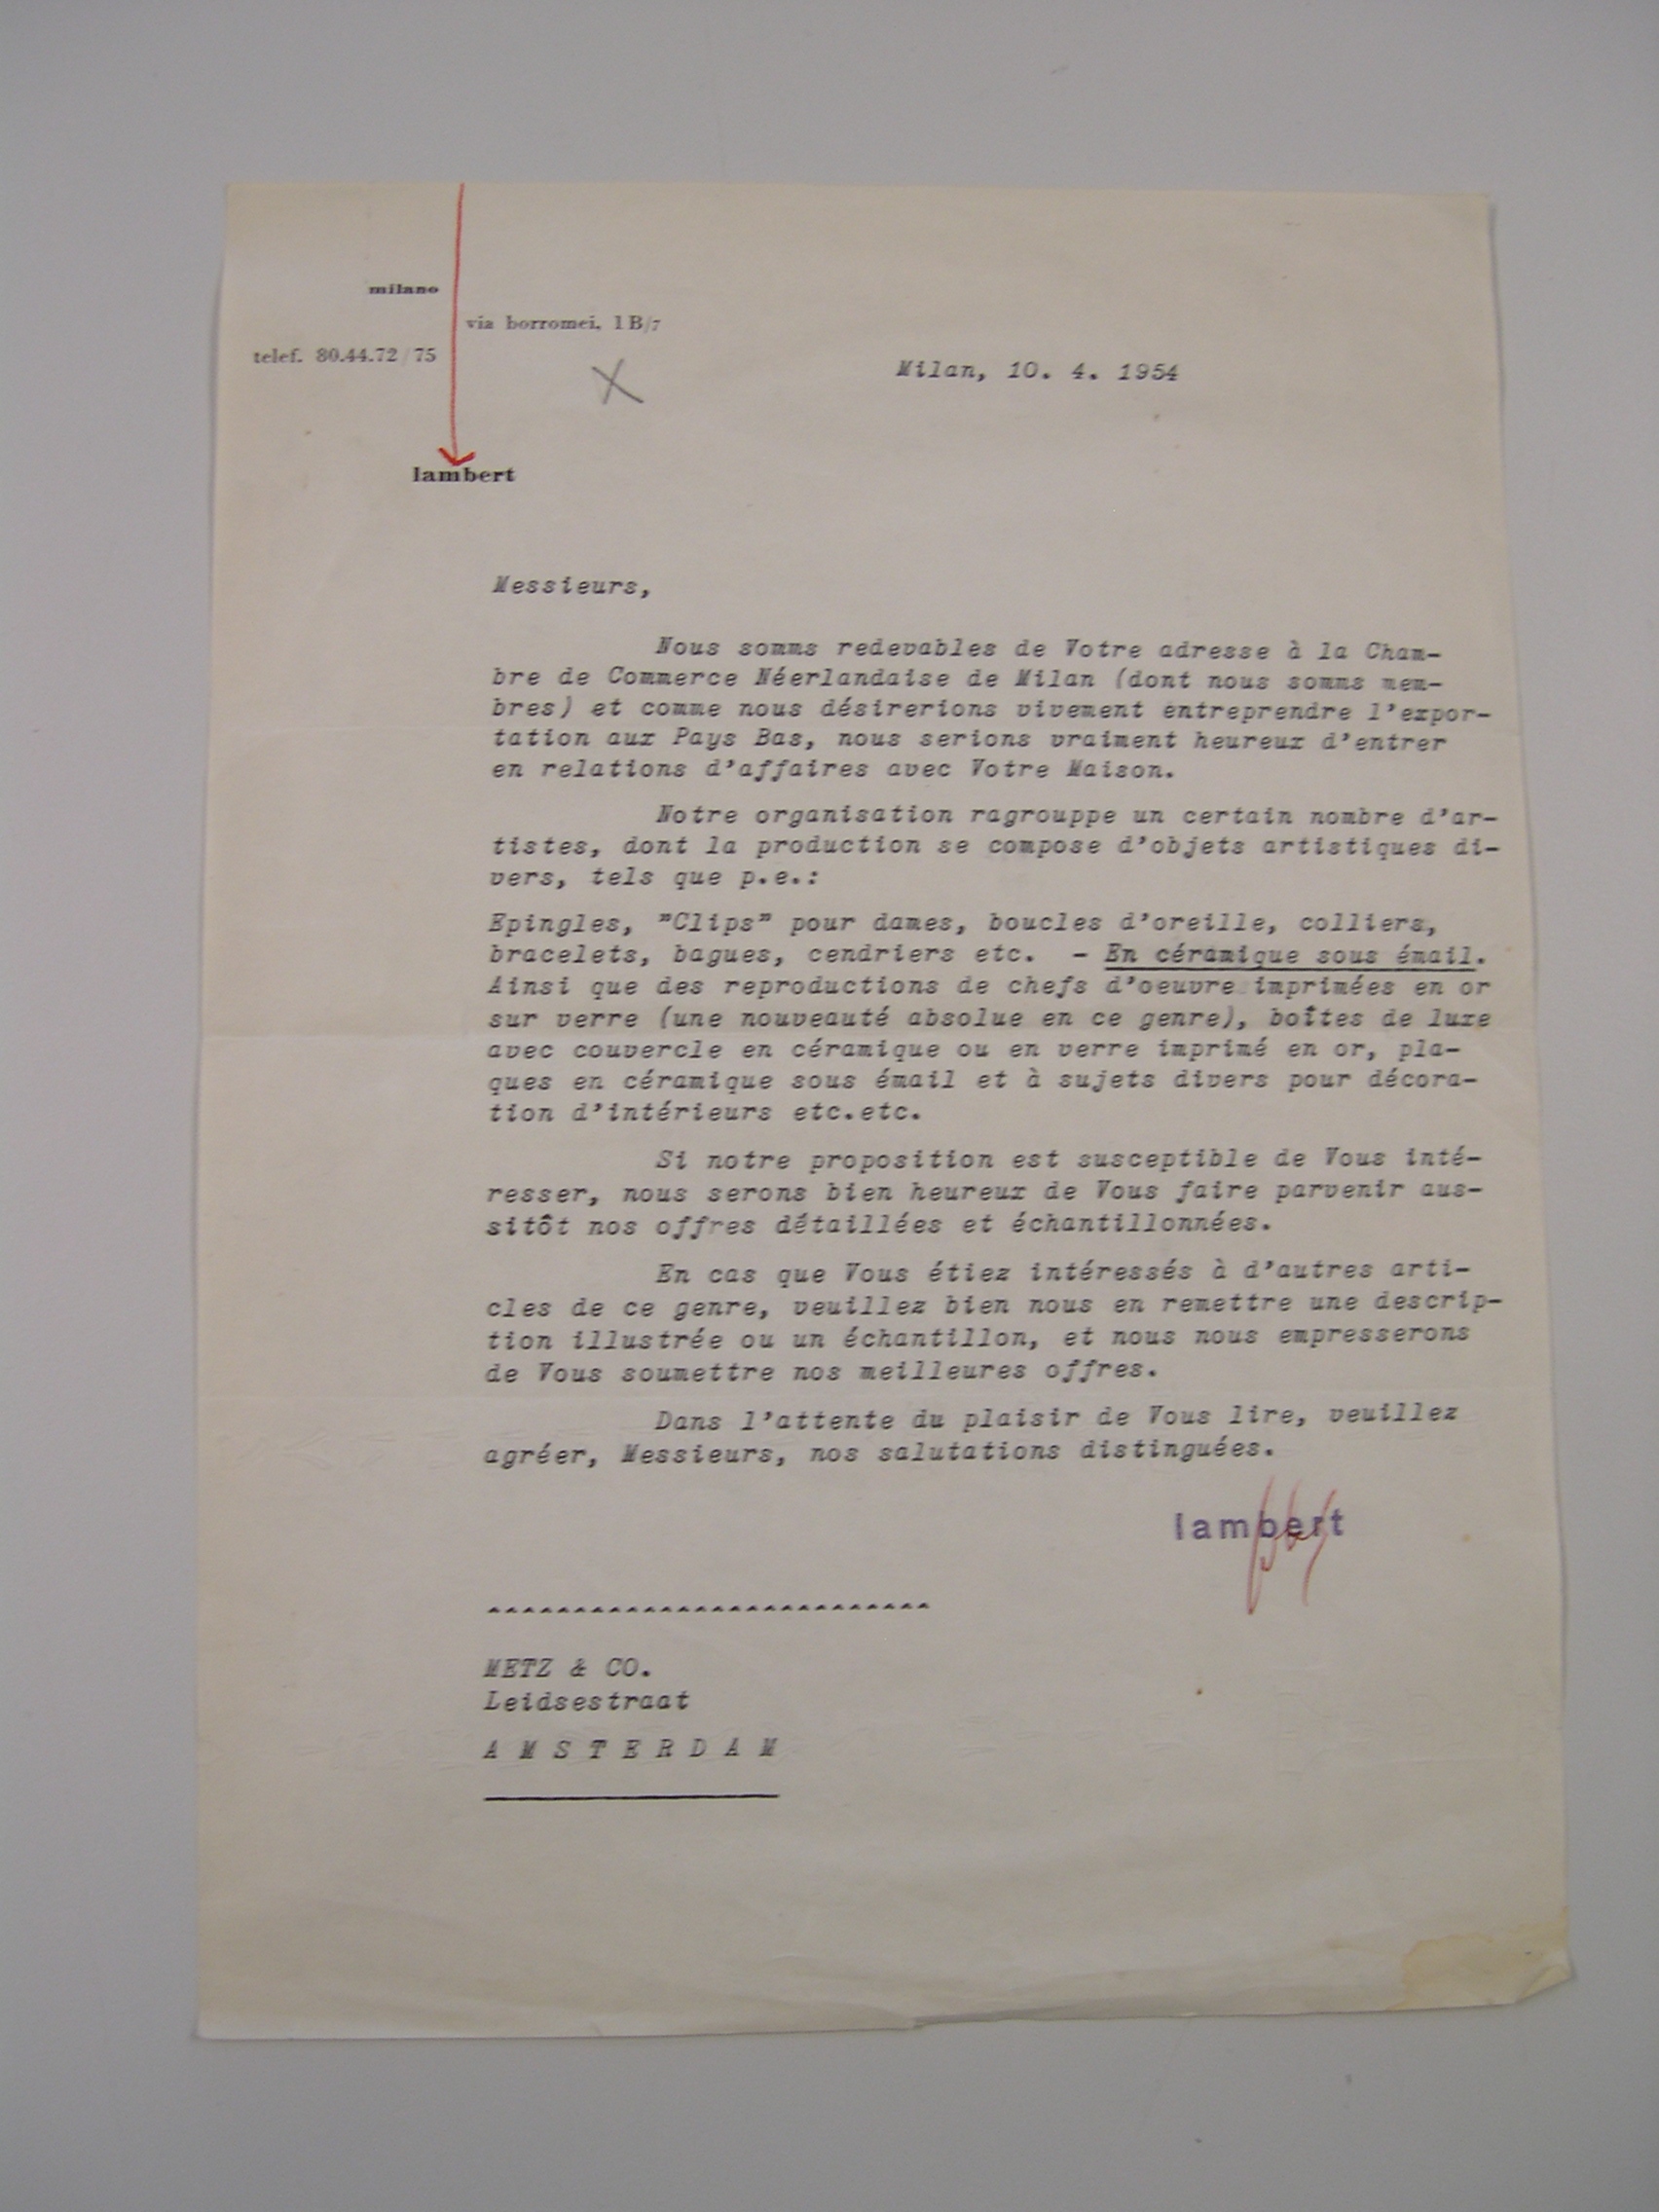 milano
via borromei, 1 B/7
telef. 80.44.72/75
Milan, 10. 4. 1954
lambert
Messieurs,
Nous somms redevables de Votre adresse à la Cham-
bre de Commerce Néerlandaise de Milan (dont nous somms mem-
bres) et comme nous désirerions vivement entreprendre l'expor-
tation aux Pays Bas, nous serions vraiment heureux d'entrer
en relations d'affaires avec Votre Maison.
Notre organisation ragrouppe un certain nombre d'ar-
tistes, dont la production se compose d'objets artistiques di-
vers, tels que p.e.:
Epingles, "Clips" pour dames, boucles d'oreille, colliers,
bracelets, bagues, cendriers etc. - En céramique sous émail.
Ainsi que des reproductions de chefs d'oeuvre imprimées en or
sur verre (une nouveauté absolue en ce genre), boîtes de luxe
avec couvercle en céramique ou en verre imprimé en or, pla-
ques en céramique sous émail et à sujets divers pour décora-
tion d'intérieurs etc.etc.
Si notre proposition est susceptible de Vous inté-
resser, nous serons bien heureux de Vous faire parvenir aus-
sitôt nos offres détaillées et échantillonnées.
En cas que Vous étiez intéressés à d'autres arti-
cles de ce genre, veuillez bien nous en remettre une descrip-
tion illustrée ou un échantillon, et nous nous empresserons
de Vous soumettre nos meilleures offres.
Dans l'attente du plaisir de Vous lire, veuillez
agréer, Messieurs, nos salutations distinguées.
lambert
METZ & CO.
Leidsestraat
A M S T E R D A M